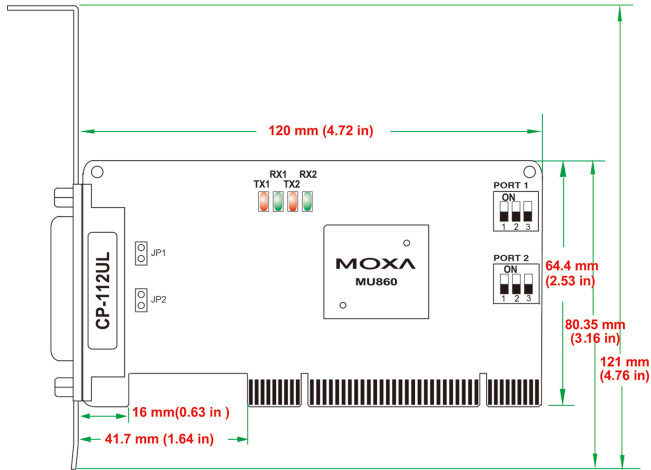 120 mm (4.72 in)
RX1 RX2
TX1 TX2
PORT 1
ON
1 2 3
JP1
MOXA
MU860
PORT 2
ON
1 2 3
64.4 mm
(2.53 in)
CP-112UL
JP2
80.35 mm
(3.16 in)
121 mm
(4.76 in)
16 mm(0.63 in )
41.7 mm (1.64 in)